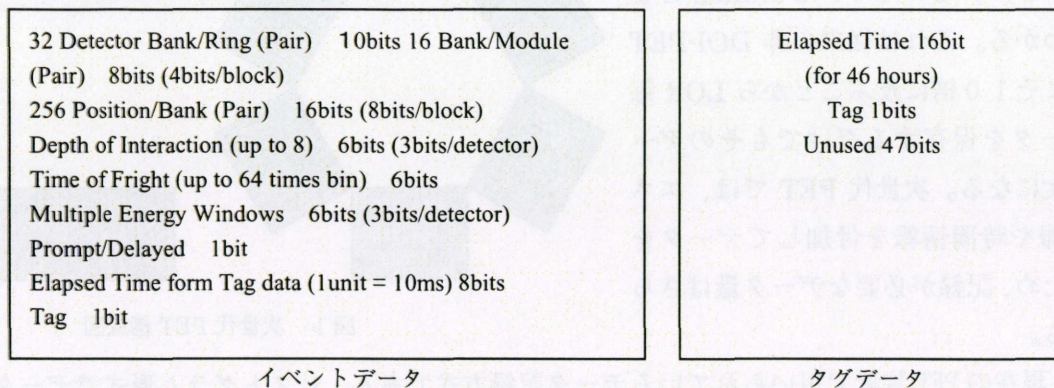 32 Detector Bank/Ring (Pair) 10bits 16 Bank/Module
(Pair) 8bits (4bits/block)
256 Position/Bank (Pair) 16bits (8bits/block)
Depth of Interaction (up to 8) 6bits (3bits/detector)
Time of Fright (up to 64 times bin) 6bits
Multiple Energy Windows 6bits (3bits/detector)
Prompt/Delayed 1bit
Elapsed Time form Tag data (1unit = 10ms) 8bits
Tag 1bit
イベントデータ
Elapsed Time 16bit
(for 46 hours)
Tag 1bits
Unused 47bits
タグデータ